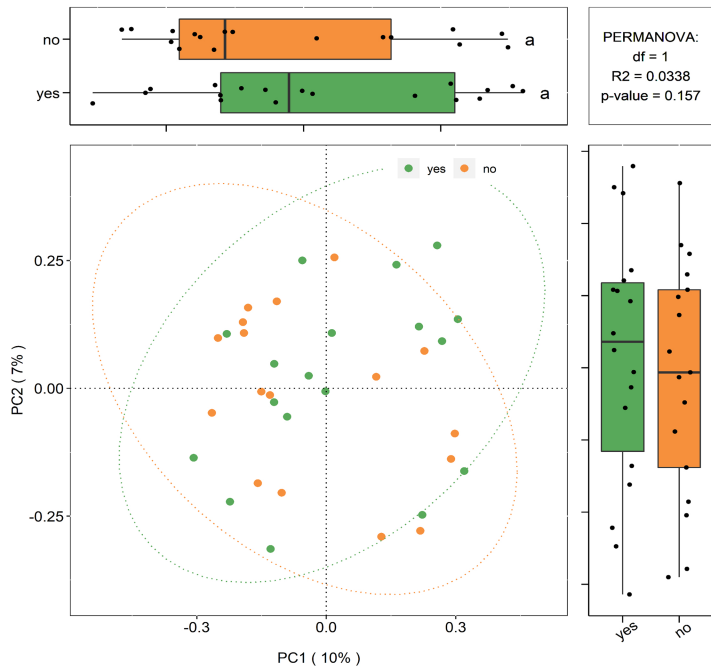 no
a
yes
a
PERMANOVA:
df = 1
R2 = 0.0338
p-value = 0.157
yes
no
0.25
0.00
-0.25
PC2 ( 7%)
-0.3
0.0
0.3
PC1 ( 10%)
yes
no